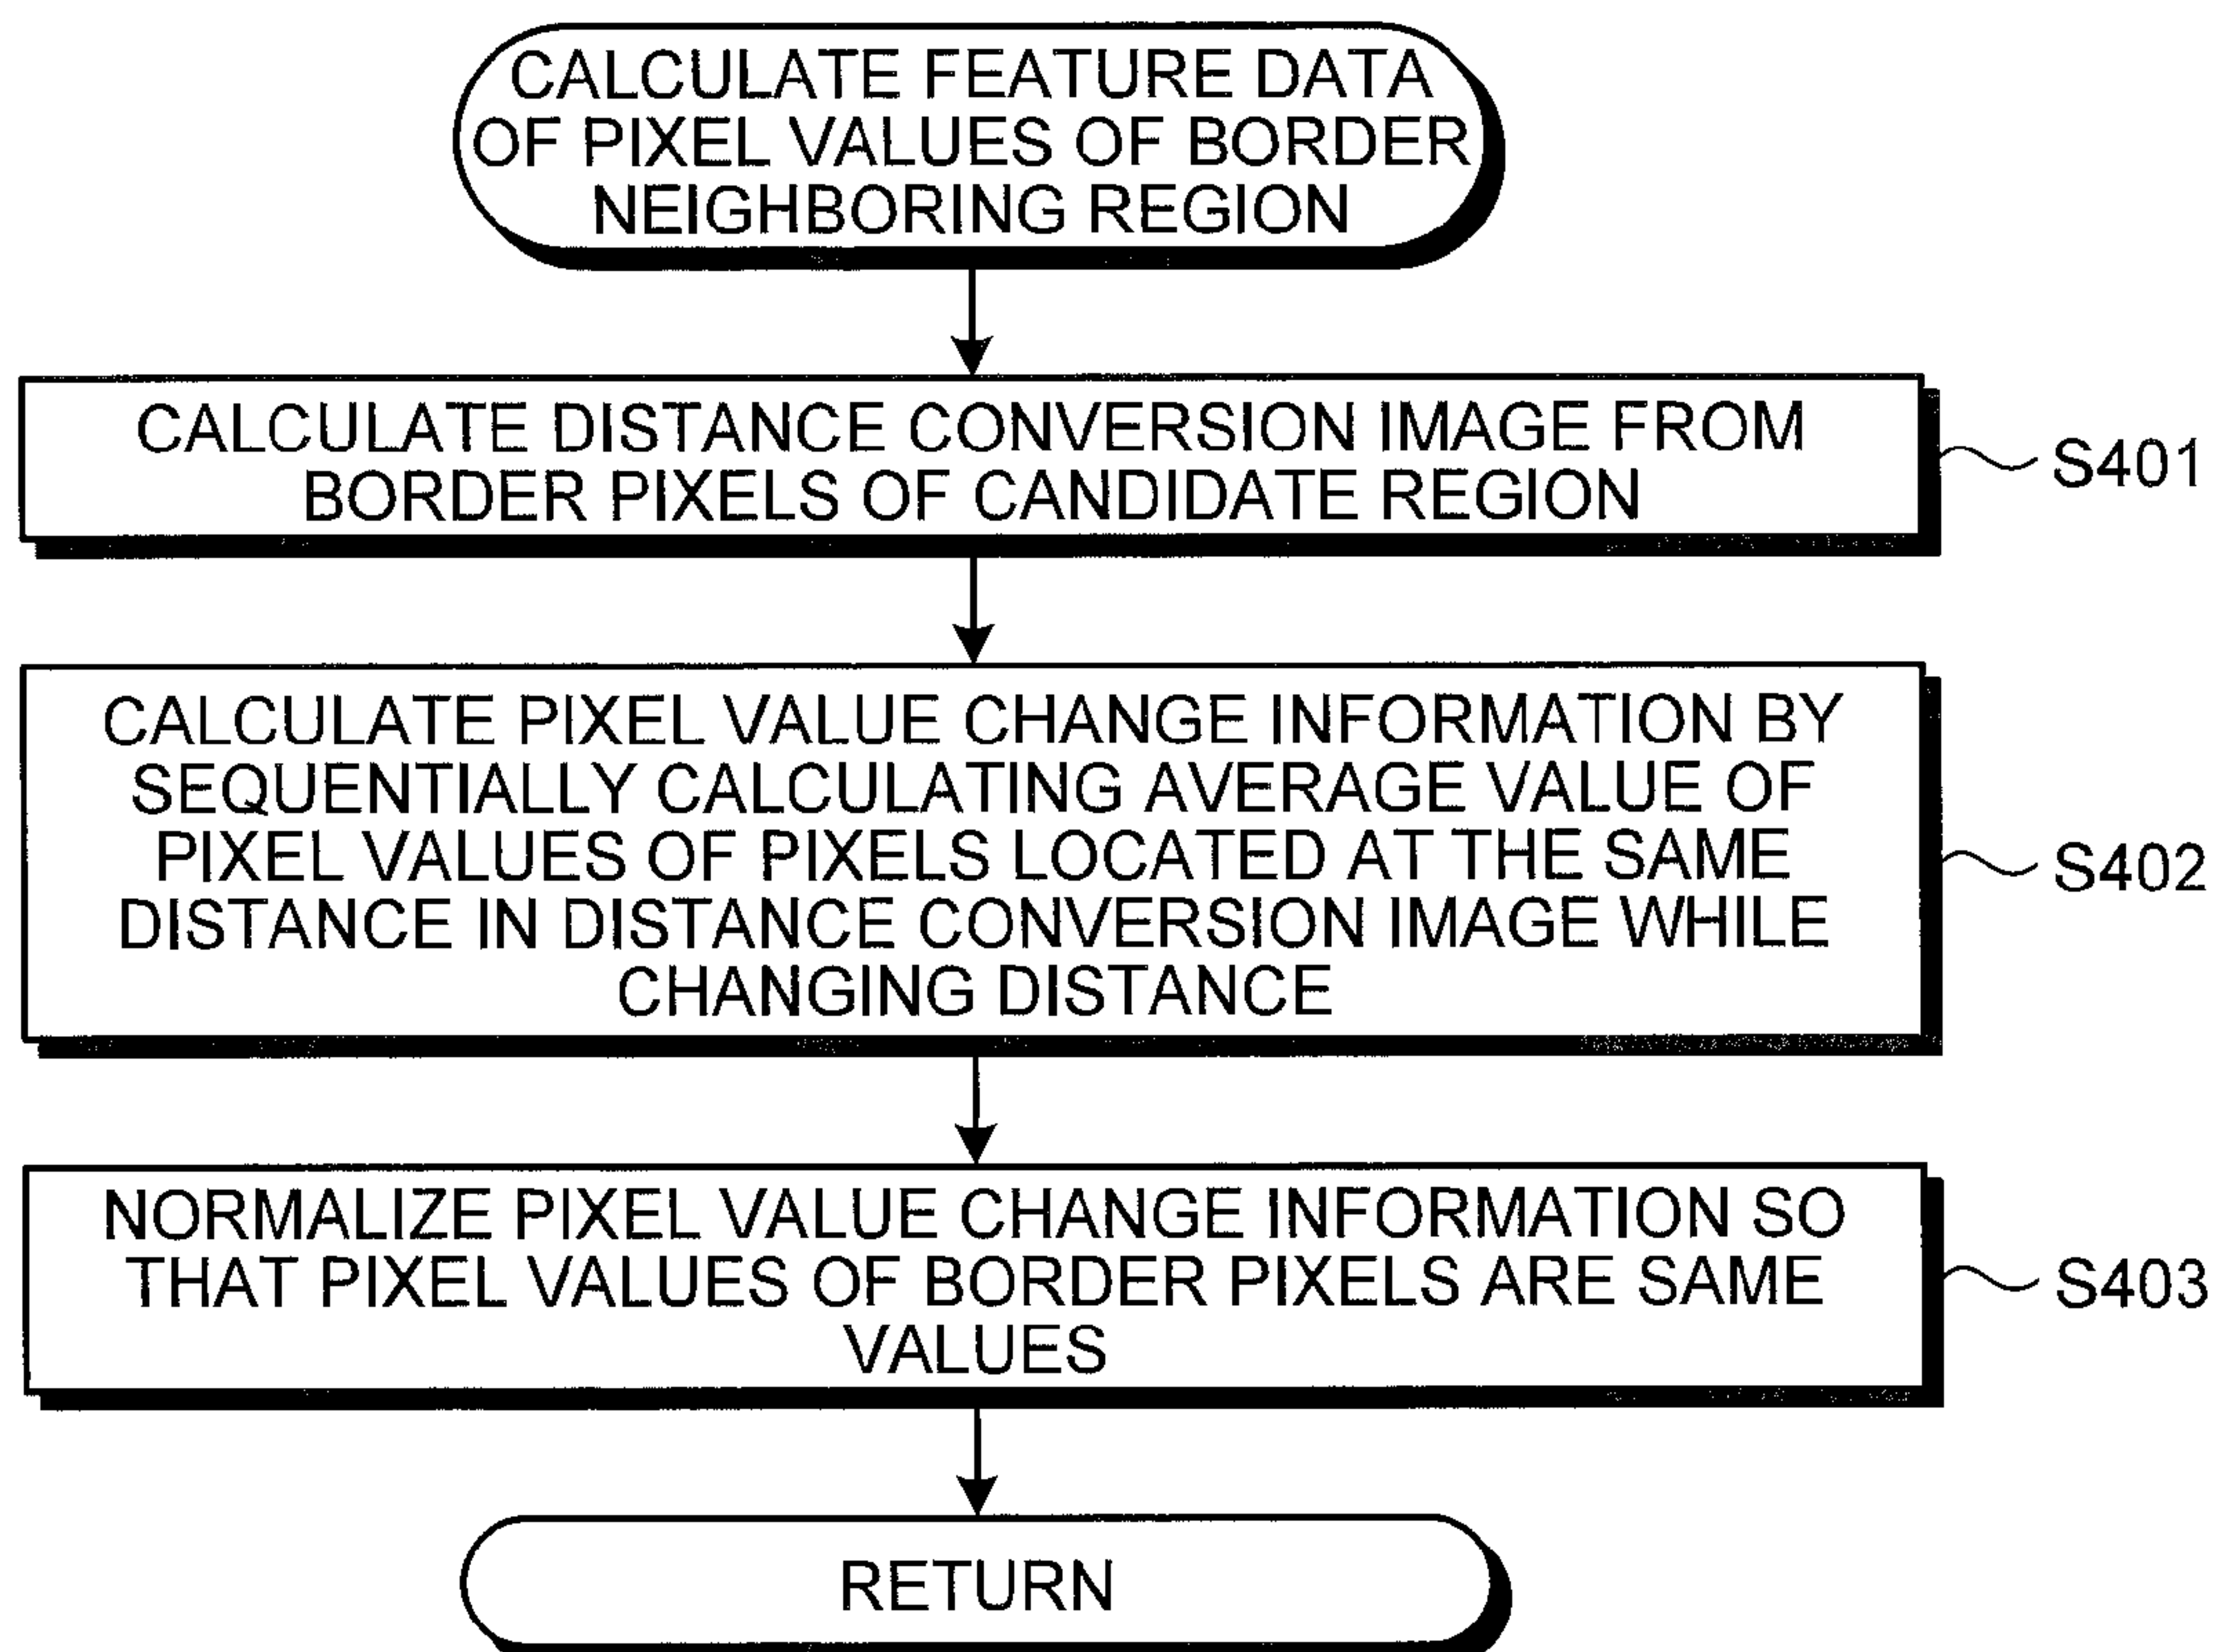 CALCULATE FEATURE DATA
OF PIXEL VALUES OF BORDER
NEIGHBORING REGION
CALCULATE DISTANCE CONVERSION IMAGE FROM
BORDER PIXELS OF CANDIDATE REGION
S401
CALCULATE PIXEL VALUE CHANGE INFORMATION BY
SEQUENTIALLY CALCULATING AVERAGE VALUE OF
PIXEL VALUES OF PIXELS LOCATED AT THE SAME
DISTANCE IN DISTANCE CONVERSION IMAGE WHILE
CHANGING DISTANCE
S402
NORMALIZE PIXEL VALUE CHANGE INFORMATION SO
THAT PIXEL VALUES OF BORDER PIXELS ARE SAME
VALUES
S403
RETURN